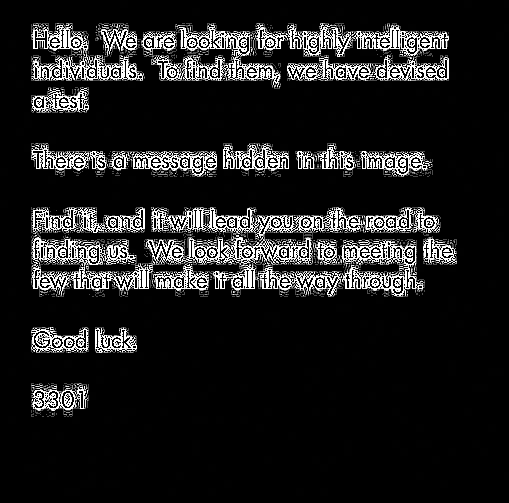 Hello. We are looking for highly intelligent
individuals. To find them, we have devised
a test.
There is a message hidden in this image.
Find it, and it will lead you on the road to
finding us. We look forward to meeting the
few that will make it all the way through.
Good luck.
3301